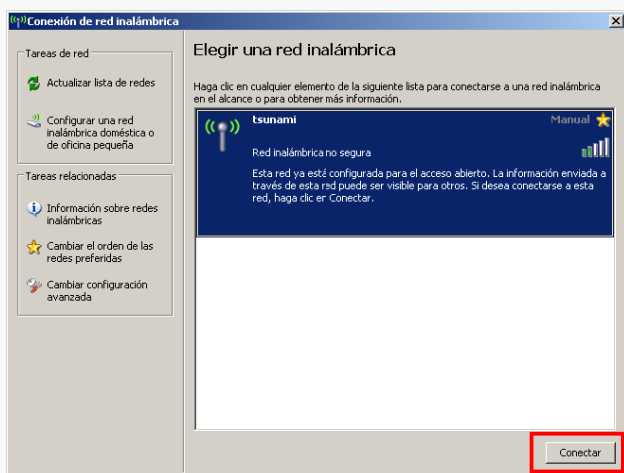 Conexión de red inalámbrica
Tareas de red
Actualizar lista de redes
Configurar una red
inalámbrica doméstica o
de oficina pequeña
Tareas relacionadas
Información sobre redes
inalámbricas
Cambiar el orden de las
redes preferidas
Cambiar configuración
avanzada
Elegir una red inalámbrica
Haga clic en cualquier elemento de la siguiente lista para conectarse a una red inalámbrica
en el alcance o para obtener más información.
tsunami Manual
Red inalámbrica no segura
Esta red ya está configurada para el acceso abierto. La información enviada a
través de esta red puede ser visible para otros. Si desea conectarse a esta
red, haga clic en Conectar.
Conectar